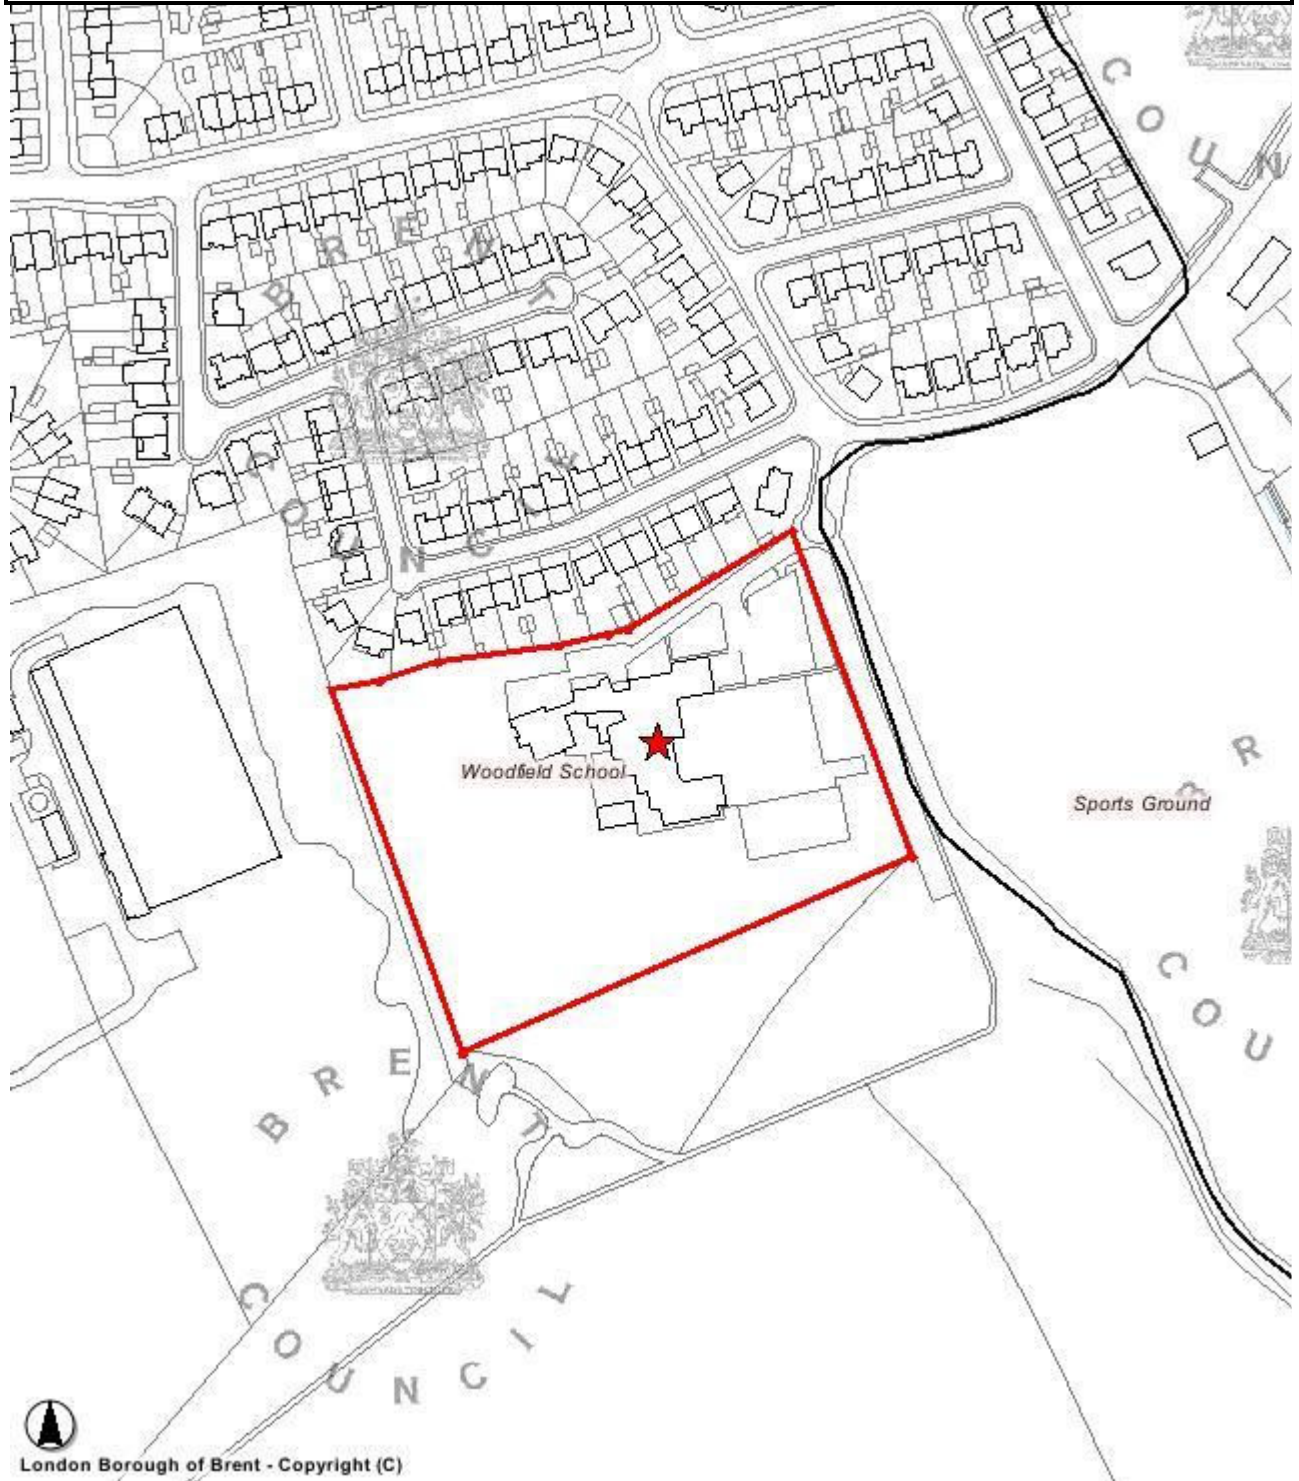 C O U N
B R E N T
C O U N C I L
Woodfield School
Sports Ground
B R
C O U
B R E N T
C O U N C I L
London Borough of Brent - Copyright (C)